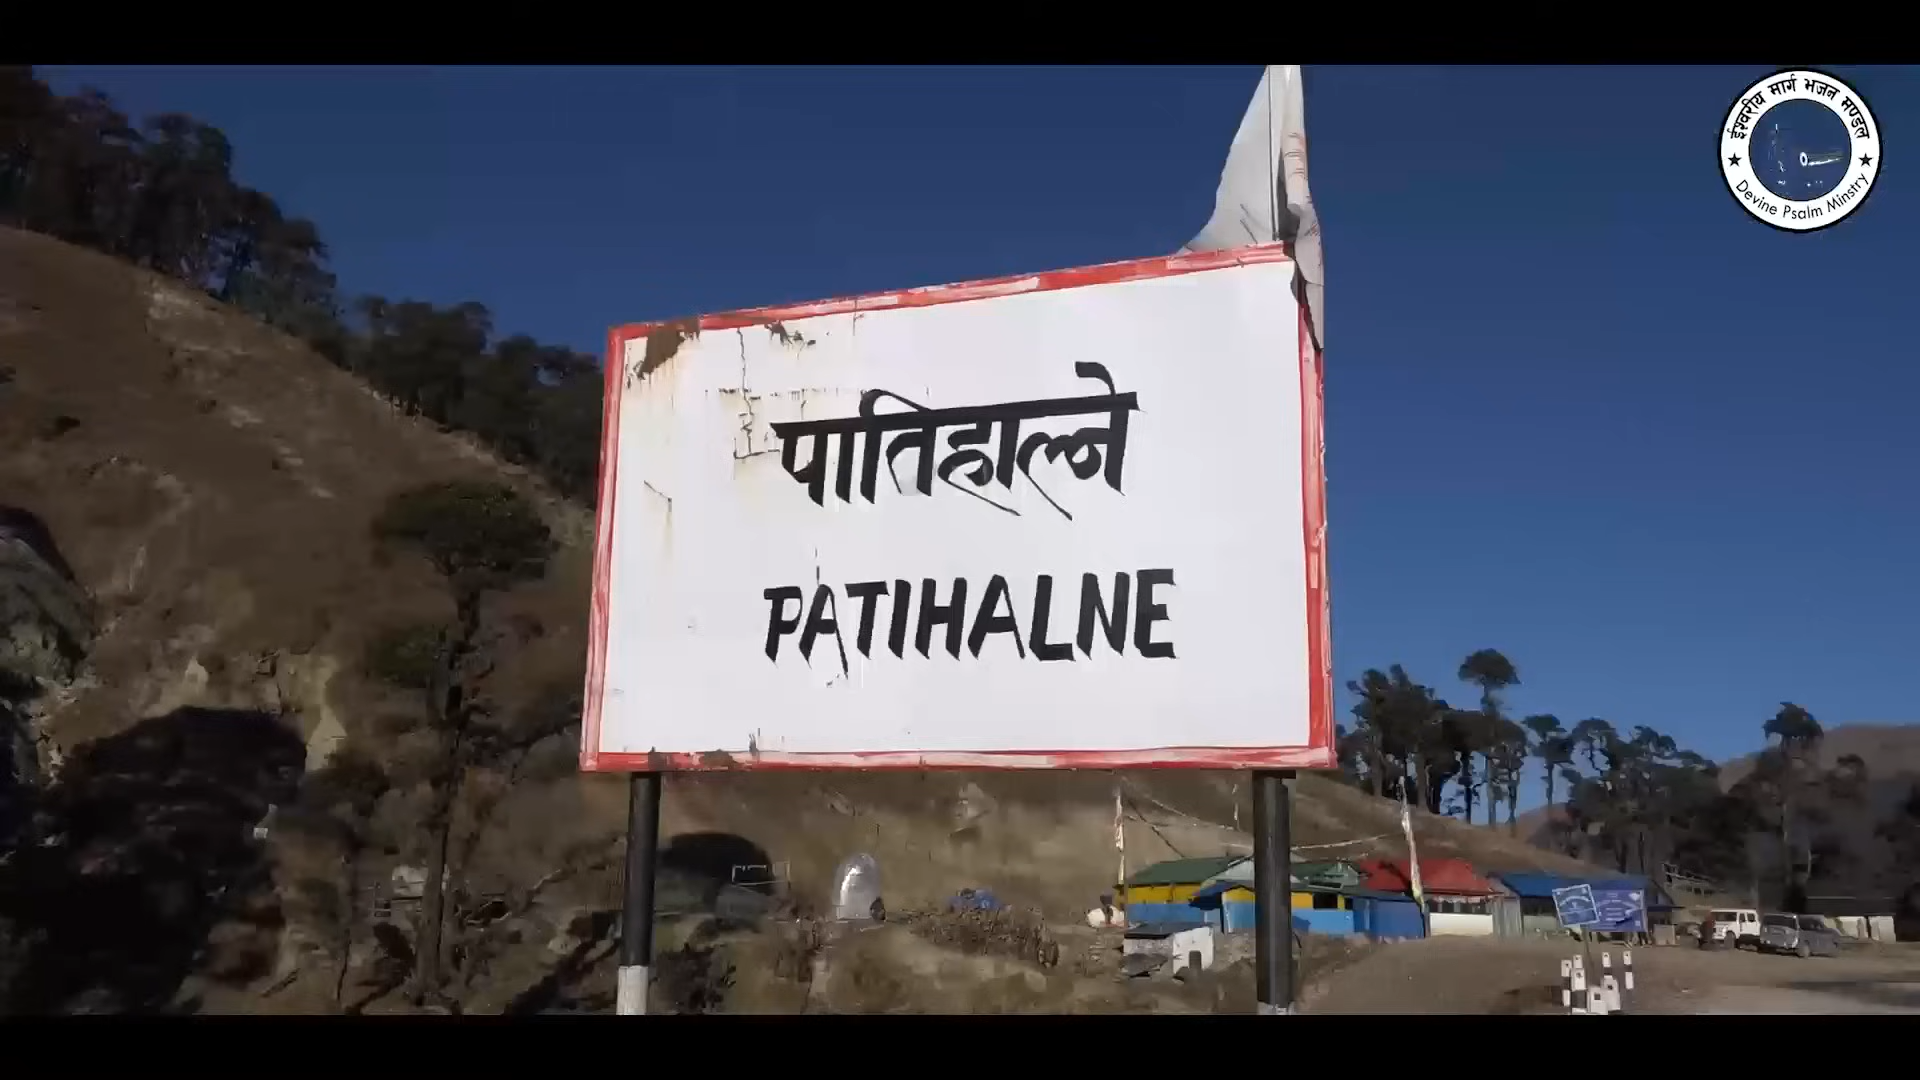 ईश्वरीय मार्ग भजन मण्डल
Devine Psalm Minstry
पातिहाल्ने
PATIHALNE